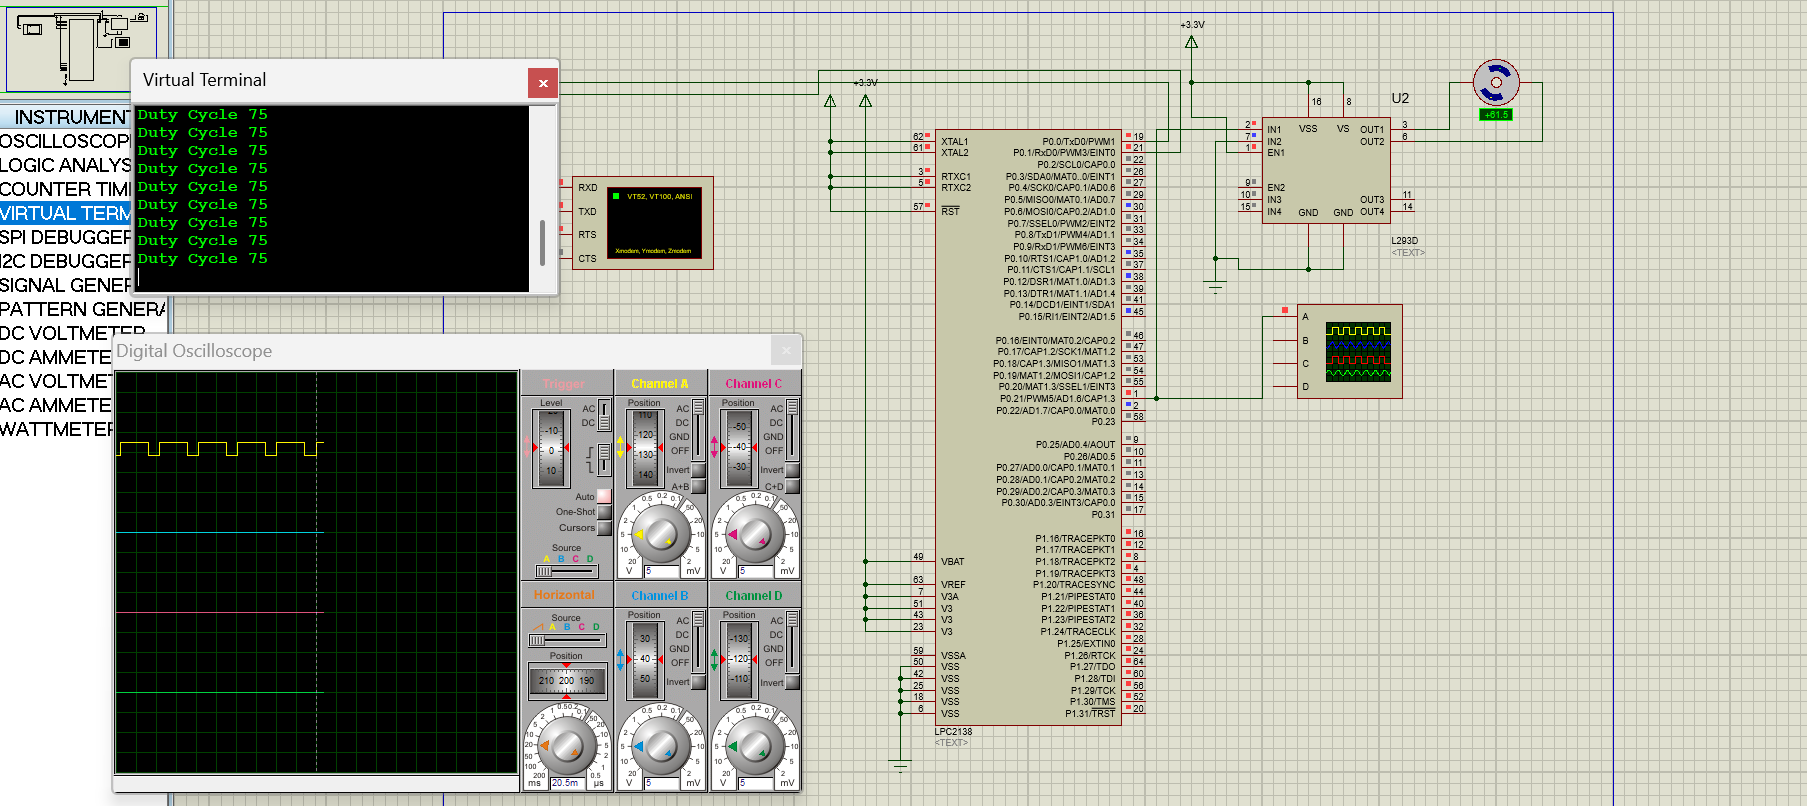 Virtual Terminal
Duty Cycle 75
Duty Cycle 75
Duty Cycle 75
Duty Cycle 75
Duty Cycle 75
Duty Cycle 75
Duty Cycle 75
Duty Cycle 75
Duty Cycle 75
INSTRUMEN
OSCILLOSCOP
LOGIC ANALYS
COUNTER TIM
VIRTUAL TERM
SPI DEBUGGER
I2C DEBUGGER
SIGNAL GENER
PATTERN GENERA
DC VOLTMETER
DC AMMETE
AC VOLTMET
AC AMMETE
WATTMETER
RXD
TXD
RTS
CTS
VT52, VT100, ANSI
Xmodem, Ymodem, Zmodem
Digital Oscilloscope
Trigger
Level
-10
0
10
AC
DC
Auto
One-Shot
Cursors
Source
A B C D
Channel A
Position
110
120
130
140
AC
DC
GND
OFF
Invert
A+B
V
5
mV
Channel C
Position
-50
-40
-30
AC
DC
GND
OFF
Invert
C+D
V
5
mV
Horizontal
Source
A B C D
Position
210 200 190
ms
20.5m
µs
Channel B
Position
30
40
50
AC
DC
GND
OFF
Invert
V
5
mV
Channel D
Position
-130
-120
-110
AC
DC
GND
OFF
Invert
V
5
mV
+3.3V
+3.3V
62 XTAL1
61 XTAL2
3 RTXC1
5 RTXC2
57 RST
49 VBAT
63 VREF
7 V3A
51 V3
43 V3
23 V3
59 VSSA
50 VSS
42 VSS
25 VSS
18 VSS
6 VSS
P0.0/TxD0/PWM1 19
P0.1/RxD0/PWM3/EINT0 21
P0.2/SCL0/CAP0.0 22
P0.3/SDA0/MAT0..0/EINT1 26
P0.4/SCK0/CAP0.1/AD0.6 27
P0.5/MISO0/MAT0.1/AD0.7 29
P0.6/MOSI0/CAP0.2/AD1.0 30
P0.7/SSEL0/PWM2/EINT2 31
P0.8/TxD1/PWM4/AD1.1 33
P0.9/RxD1/PWM6/EINT3 34
P0.10/RTS1/CAP1.0/AD1.2 35
P0.11/CTS1/CAP1.1/SCL1 37
P0.12/DSR1/MAT1.0/AD1.3 38
P0.13/DTR1/MAT1.1/AD1.4 39
P0.14/DCD1/EINT1/SDA1 41
P0.15/RI1/EINT2/AD1.5 45
P0.16/EINT0/MAT0.2/CAP0.2 46
P0.17/CAP1.2/SCK1/MAT1.2 47
P0.18/CAP1.3/MISO1/MAT1.3 53
P0.19/MAT1.2/MOSI1/CAP1.2 54
P0.20/MAT1.3/SSEL1/EINT3 55
P0.21/PWM5/AD1.6/CAP1.3 1
P0.22/AD1.7/CAP0.0/MAT0.0 2
P0.23 58
P0.25/AD0.4/AOUT 9
P0.26/AD0.5 10
P0.27/AD0.0/CAP0.1/MAT0.1 11
P0.28/AD0.1/CAP0.2/MAT0.2 13
P0.29/AD0.2/CAP0.3/MAT0.3 14
P0.30/AD0.3/EINT3/CAP0.0 15
P0.31 17
P1.16/TRACEPKT0 16
P1.17/TRACEPKT1 12
P1.18/TRACEPKT2 8
P1.19/TRACEPKT3 4
P1.20/TRACESYNC 48
P1.21/PIPESTAT0 44
P1.22/PIPESTAT1 40
P1.23/PIPESTAT2 36
P1.24/TRACECLK 32
P1.25/EXTIN0 28
P1.26/RTCK 24
P1.27/TDO 64
P1.28/TDI 60
P1.29/TCK 56
P1.30/TMS 52
P1.31/TRST 20
LPC2138
<TEXT>
U2
16 8
VSS VS
2 IN1 OUT1 3
7 IN2 OUT2 6
1 EN1
9 EN2
10 IN3 OUT3 11
15 IN4 OUT4 14
GND GND
L293D
<TEXT>
+61.5
A
B
C
D